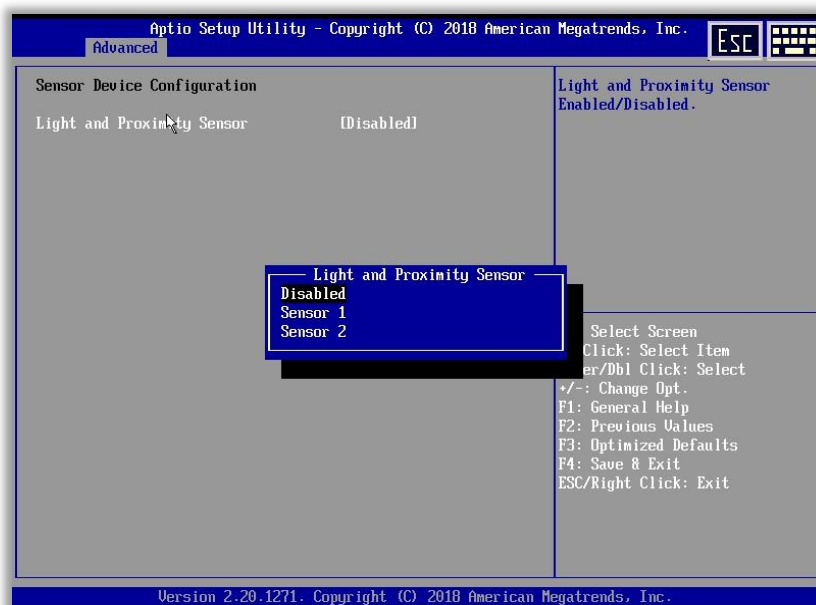 Aptio Setup Utility - Copyright (C) 2018 American Megatrends, Inc.
Esc
Advanced
Sensor Device Configuration
Light and Proximity Sensor [Disabled]
Light and Proximity Sensor
Enabled/Disabled.
Light and Proximity Sensor
Disabled
Sensor 1
Sensor 2
Select Screen
Click: Select Item
/Dbl Click: Select
+/-: Change Opt.
F1: General Help
F2: Previous Values
F3: Optimized Defaults
F4: Save & Exit
ESC/Right Click: Exit
Version 2.20.1271. Copyright (C) 2018 American Megatrends, Inc.